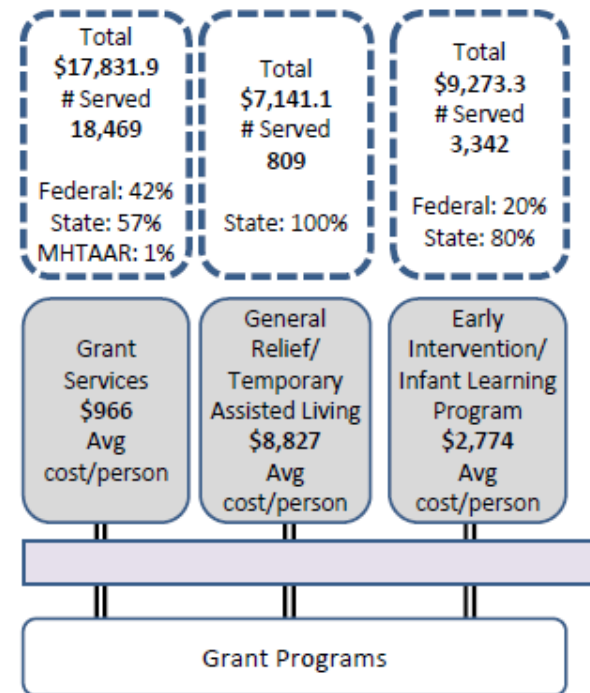 Total
$17,831.9
# Served
18,469
Federal: 42%
State: 57%
MHTAAR: 1%
Total
$7,141.1
# Served
809
State: 100%
Total
$9,273.3
# Served
3,342
Federal: 20%
State: 80%
Grant
Services
$966
Avg
cost/person
General
Relief/
Temporary
Assisted Living
$8,827
Avg
cost/person
Early
Intervention/
Infant Learning
Program
$2,774
Avg
cost/person
Grant Programs